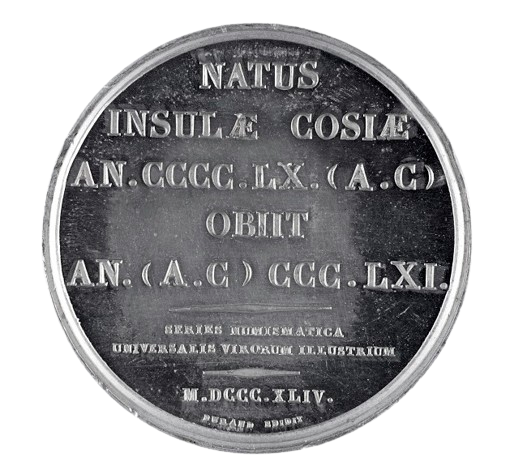 NATUS
INSULÆ COSIÆ
AN.CCCC.LX.(A.C)
OBIIT
AN.(A.C) CCC.LXI.
SERIES NUMISMATICA
UNIVERSALIS VIRORUM ILLUSTRIUM
M.DCCC.XLIV.
DURAND EDIDIT